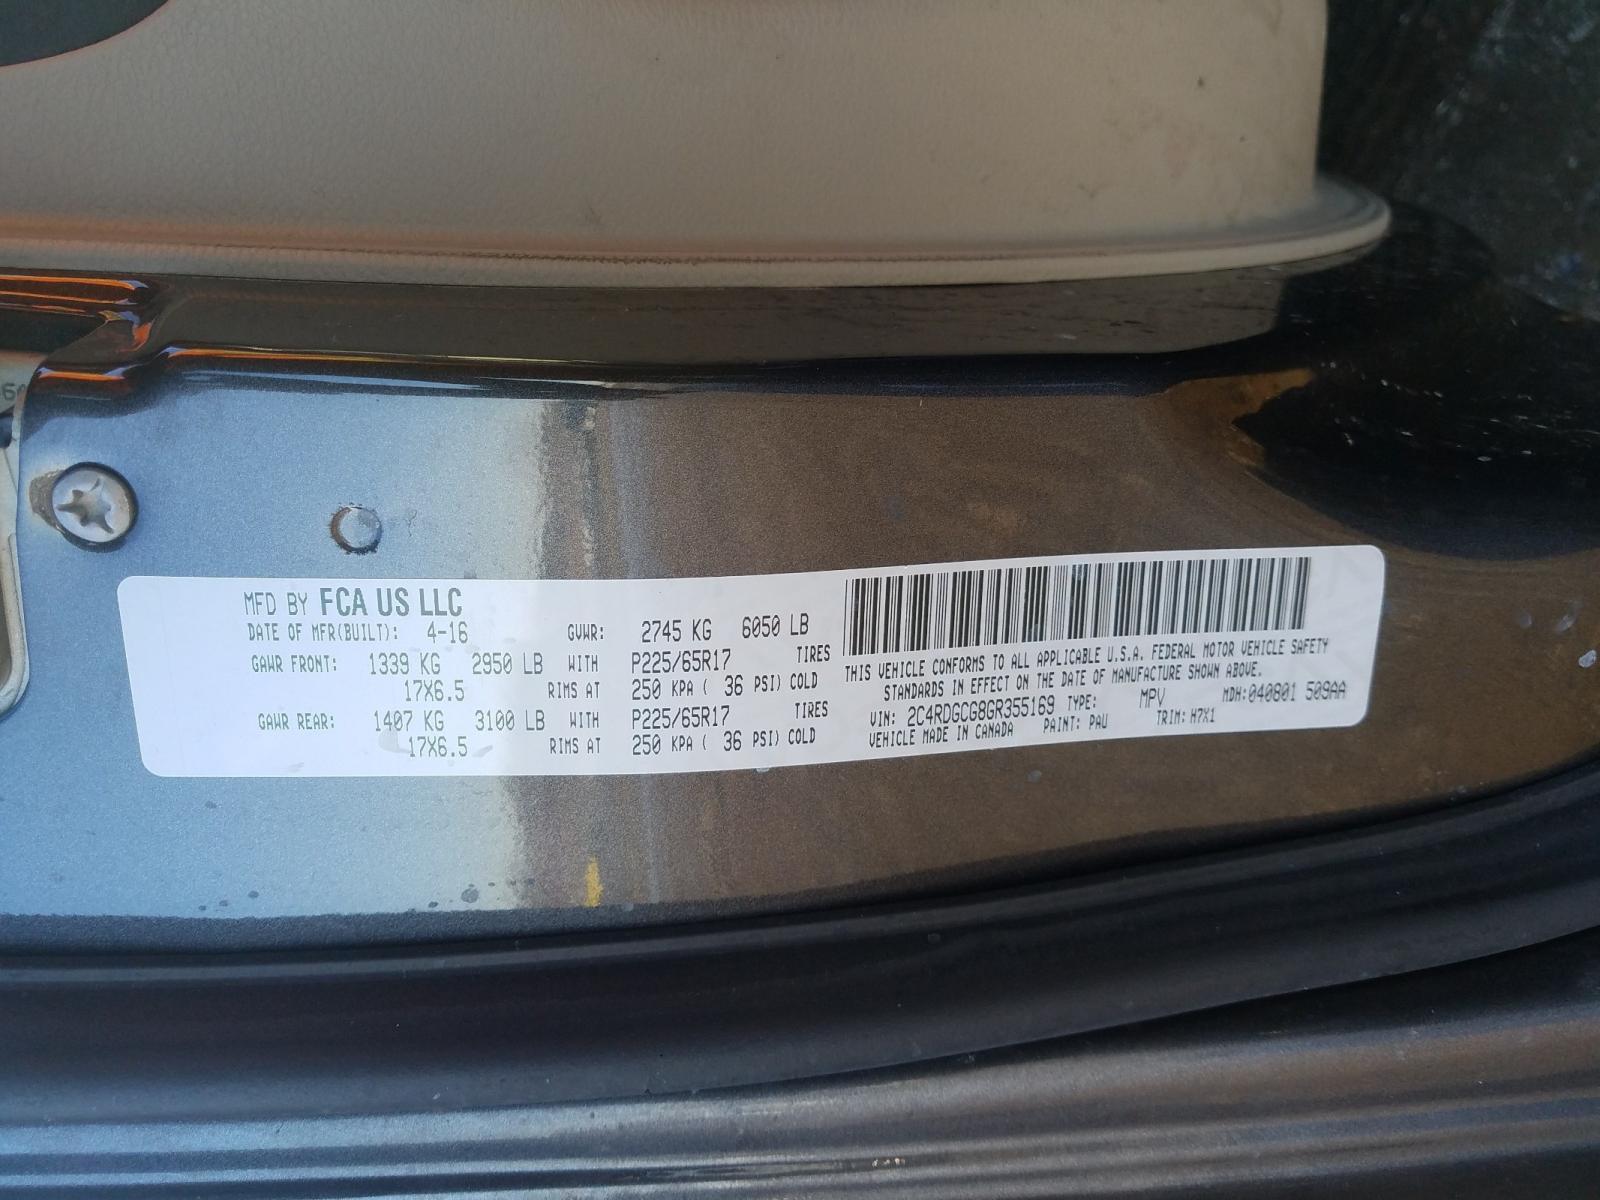 MFD BY FCA US LLC
DATE OF MFR(BUILT): 4-16 GVWR: 2745 KG 6050 LB
GAWR FRONT: 1339 KG 2950 LB WITH P225/65R17 TIRES
17X6.5 RIMS AT 250 KPA ( 36 PSI) COLD
GAWR REAR: 1407 KG 3100 LB WITH P225/65R17 TIRES
17X6.5 RIMS AT 250 KPA ( 36 PSI) COLD
THIS VEHICLE CONFORMS TO ALL APPLICABLE U.S.A. FEDERAL MOTOR VEHICLE SAFETY
STANDARDS IN EFFECT ON THE DATE OF MANUFACTURE SHOWN ABOVE.
VIN: 2C4RDGCG8GR355169 TYPE: MPV MDH:040801 509AA
VEHICLE MADE IN CANADA PAINT: PAU TRIM: H7X1